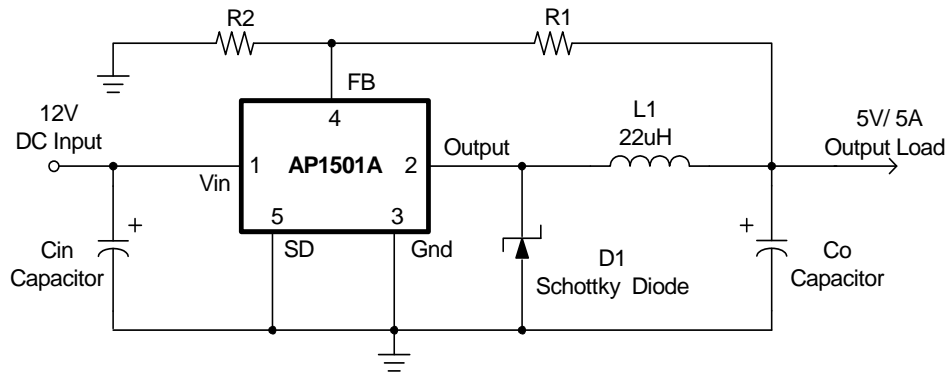 R2
R1
FB
4
12V
DC Input
L1
22uH
5V/ 5A
Output Load
Output
1
AP1501A
2
Vin
5
3
SD
Gnd
+
Cin
Capacitor
D1
Schottky Diode
+
Co
Capacitor